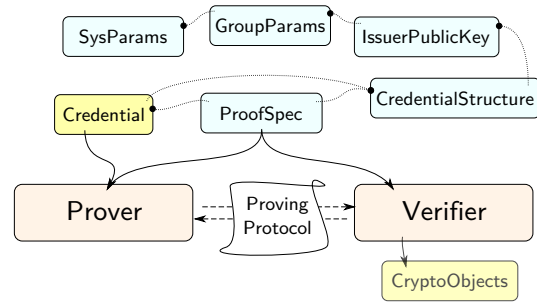 SysParams
GroupParams
IssuerPublicKey
Credential
ProofSpec
CredentialStructure
Prover
Proving
Protocol
Verifier
CryptoObjects